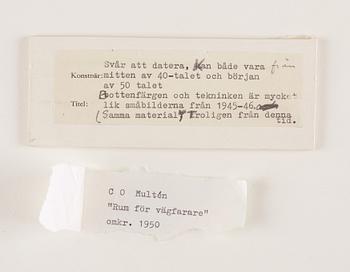 Svår att datera, Kan både vara från
Konstnär: mitten av 40-talet och början
av 50 talet
Bottenfärgen och tekninken är mycket
Titel: lik småbilderna från 1945-46.
(Samma material, Troligen från denna
tid.
C O Multén
"Rum för vägfarare"
omkr. 1950